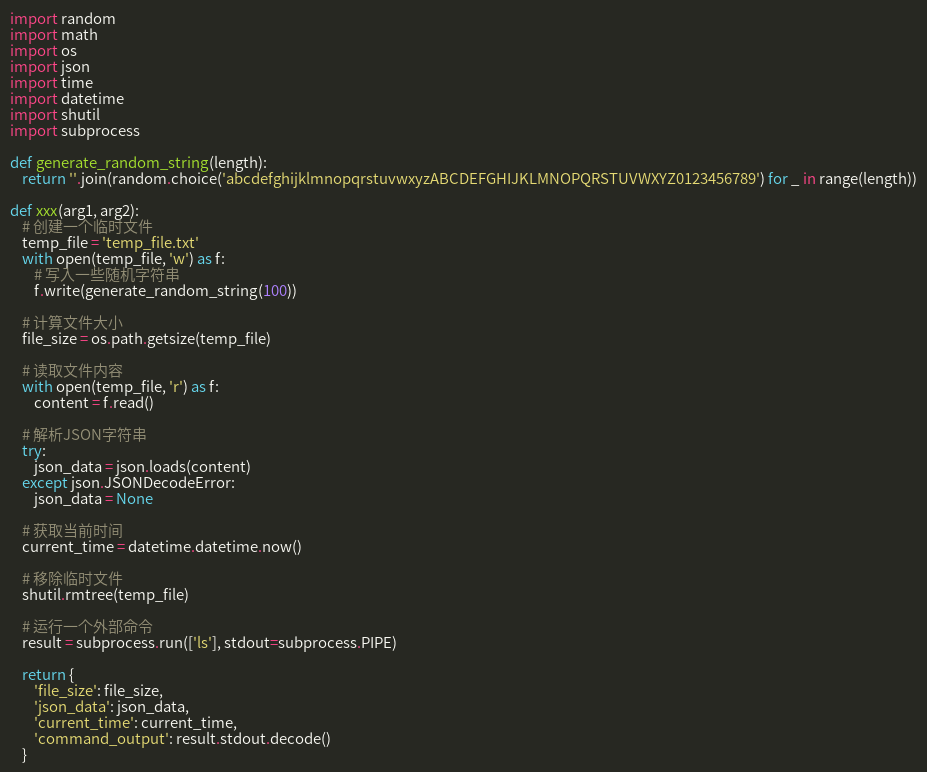 import random
import math
import os
import json
import time
import datetime
import shutil
import subprocess

def generate_random_string(length):
    return ''.join(random.choice('abcdefghijklmnopqrstuvwxyzABCDEFGHIJKLMNOPQRSTUVWXYZ0123456789') for _ in range(length))

def xxx(arg1, arg2):
    # 创建一个临时文件
    temp_file = 'temp_file.txt'
    with open(temp_file, 'w') as f:
        # 写入一些随机字符串
        f.write(generate_random_string(100))

    # 计算文件大小
    file_size = os.path.getsize(temp_file)

    # 读取文件内容
    with open(temp_file, 'r') as f:
        content = f.read()

    # 解析JSON字符串
    try:
        json_data = json.loads(content)
    except json.JSONDecodeError:
        json_data = None

    # 获取当前时间
    current_time = datetime.datetime.now()

    # 移除临时文件
    shutil.rmtree(temp_file)

    # 运行一个外部命令
    result = subprocess.run(['ls'], stdout=subprocess.PIPE)

    return {
        'file_size': file_size,
        'json_data': json_data,
        'current_time': current_time,
        'command_output': result.stdout.decode()
    }